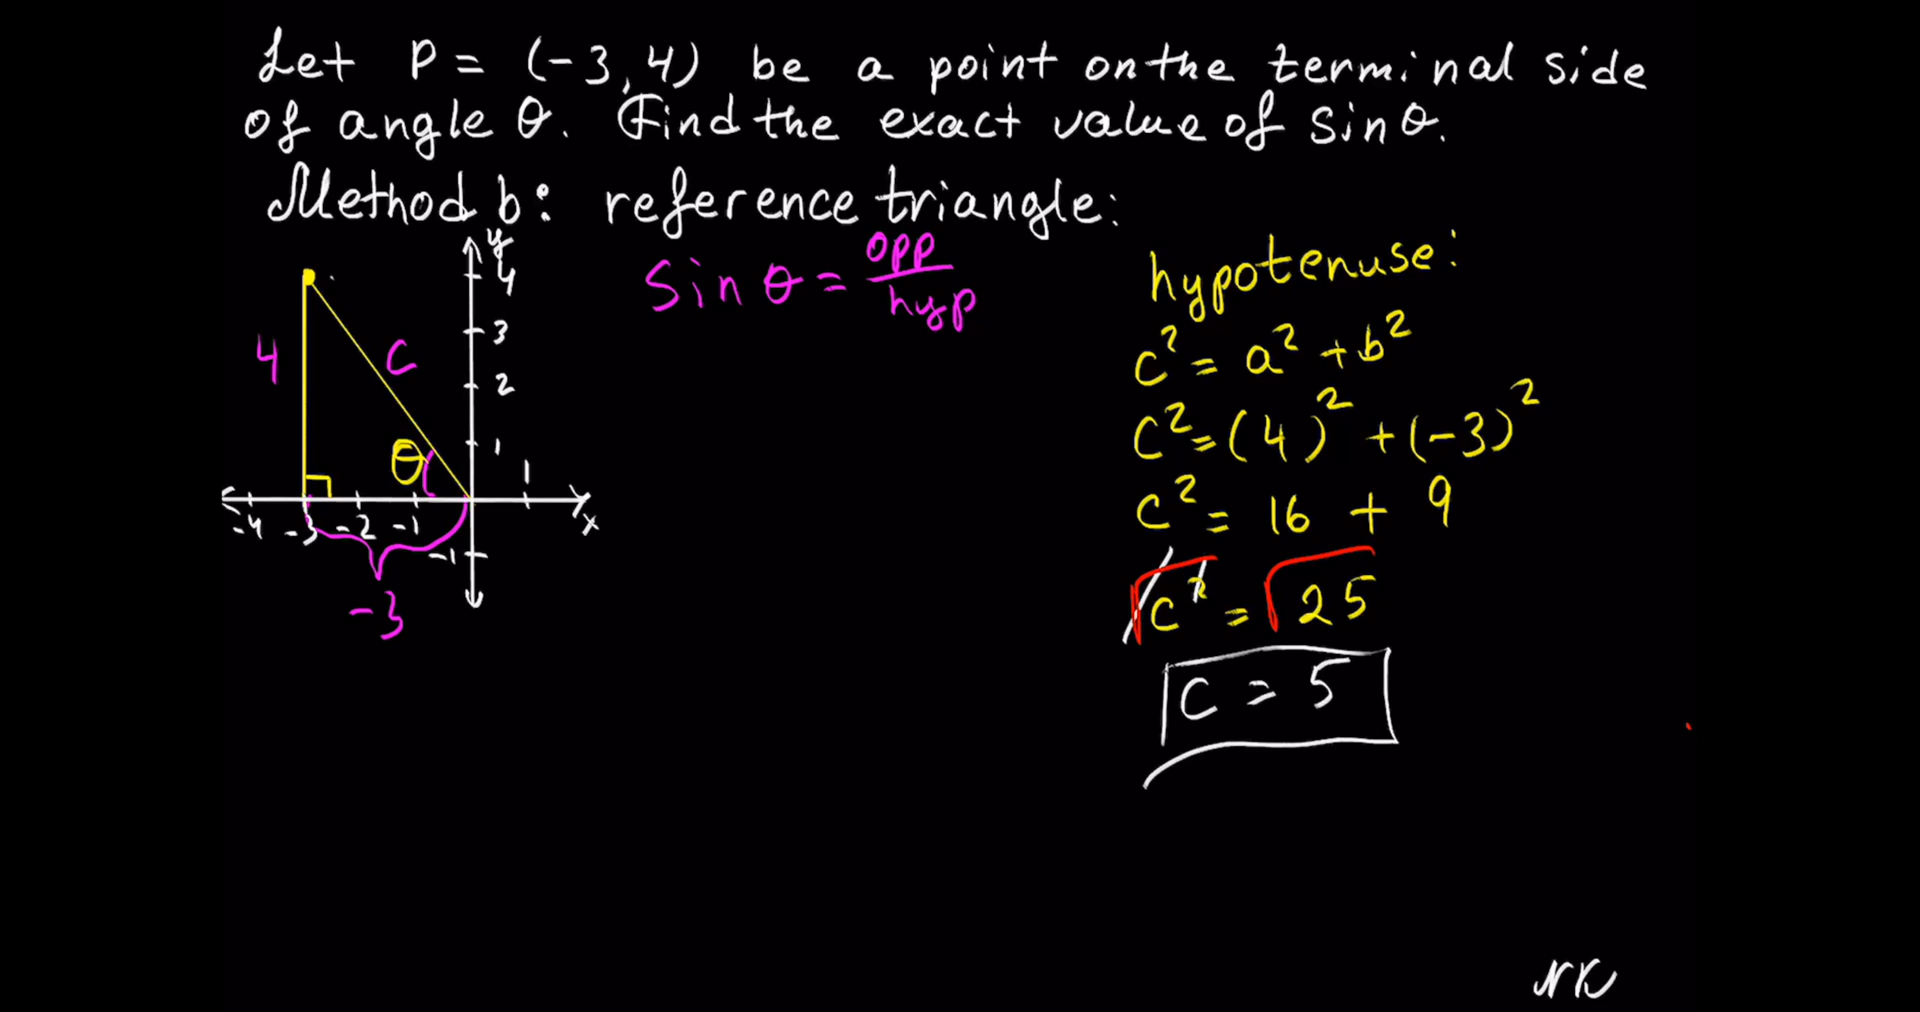 Let P = (-3, 4) be a point on the terminal side
of angle θ. Find the exact value of sin θ.
Method b: reference triangle:
sin θ = opp/hyp
y
4
3
2
1
-1
-4 -3 -2 -1 1
x
4
c
θ
-3
hypotenuse:
c² = a² + b²
c² = (4)² + (-3)²
c² = 16 + 9
√c² = √25
c = 5
NK